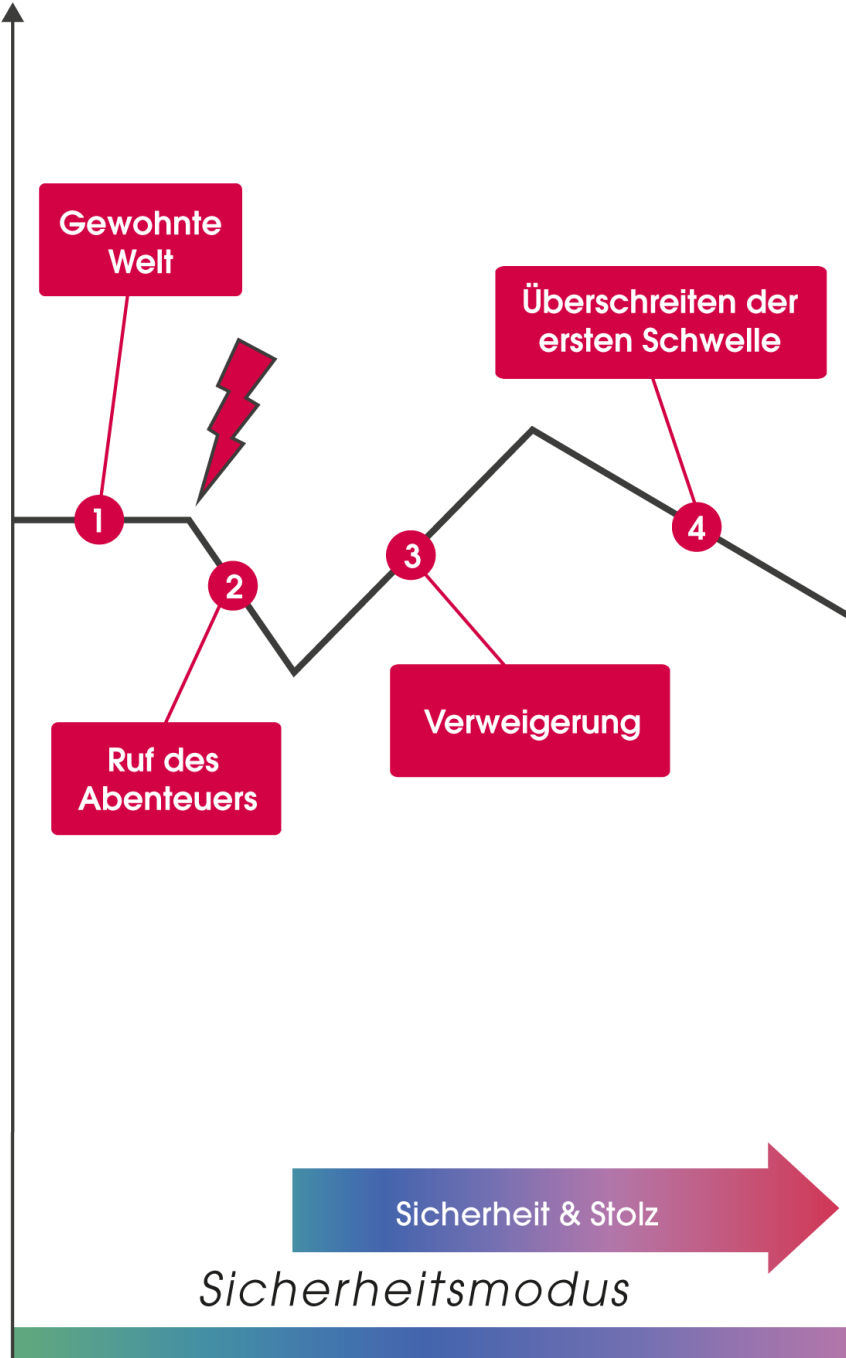 Gewohnte
Welt
Überschreiten der
ersten Schwelle
1
2
3
4
Verweigerung
Ruf des
Abenteuers
Sicherheit & Stolz
Sicherheitsmodus